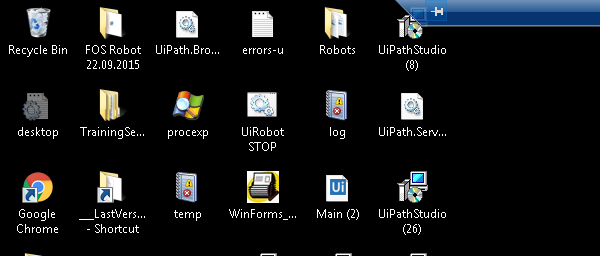 Recycle Bin
FOS Robot
22.09.2015
UiPath.Bro...
errors-u
Robots
UiPathStudio
(8)
desktop
TrainingSe...
procexp
UiRobot
STOP
log
UiPath.Serv...
Google
Chrome
___LastVers...
- Shortcut
temp
WinForms_...
Main (2)
UiPathStudio
(26)